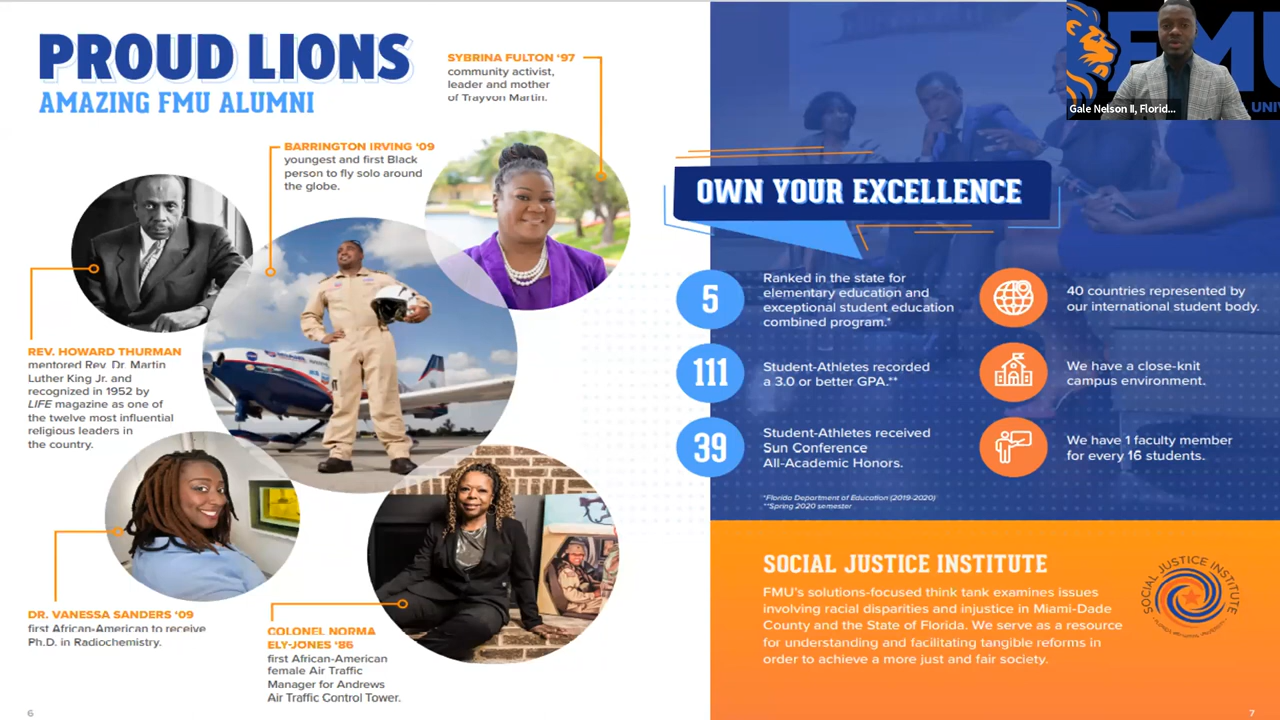 PROUD LIONS
AMAZING FMU ALUMNI
SYBRINA FULTON '97
community activist,
leader and mother
of Trayvon Martin.
BARRINGTON IRVING '09
youngest and first Black
person to fly solo around
the globe.
REV. HOWARD THURMAN
mentored Rev. Dr. Martin
Luther King Jr. and
recognized in 1952 by
LIFE magazine as one of
the twelve most influential
religious leaders in
the country.
DR. VANESSA SANDERS '09
first African-American to receive
Ph.D. in Radiochemistry.
COLONEL NORMA
ELY-JONES '86
first African-American
female Air Traffic
Manager for Andrews
Air Traffic Control Tower.
6
FMU
UNIV
Gale Nelson II, Florid...
OWN YOUR EXCELLENCE
5
Ranked in the state for
elementary education and
exceptional student education
combined program.*
111
Student-Athletes recorded
a 3.0 or better GPA.**
39
Student-Athletes received
Sun Conference
All-Academic Honors.
40 countries represented by
our international student body.
We have a close-knit
campus environment.
We have 1 faculty member
for every 16 students.
*Florida Department of Education (2019-2020)
**Spring 2020 semester
SOCIAL JUSTICE INSTITUTE
FMU's solutions-focused think tank examines issues
involving racial disparities and injustice in Miami-Dade
County and the State of Florida. We serve as a resource
for understanding and facilitating tangible reforms in
order to achieve a more just and fair society.
SOCIAL JUSTICE INSTITUTE
7